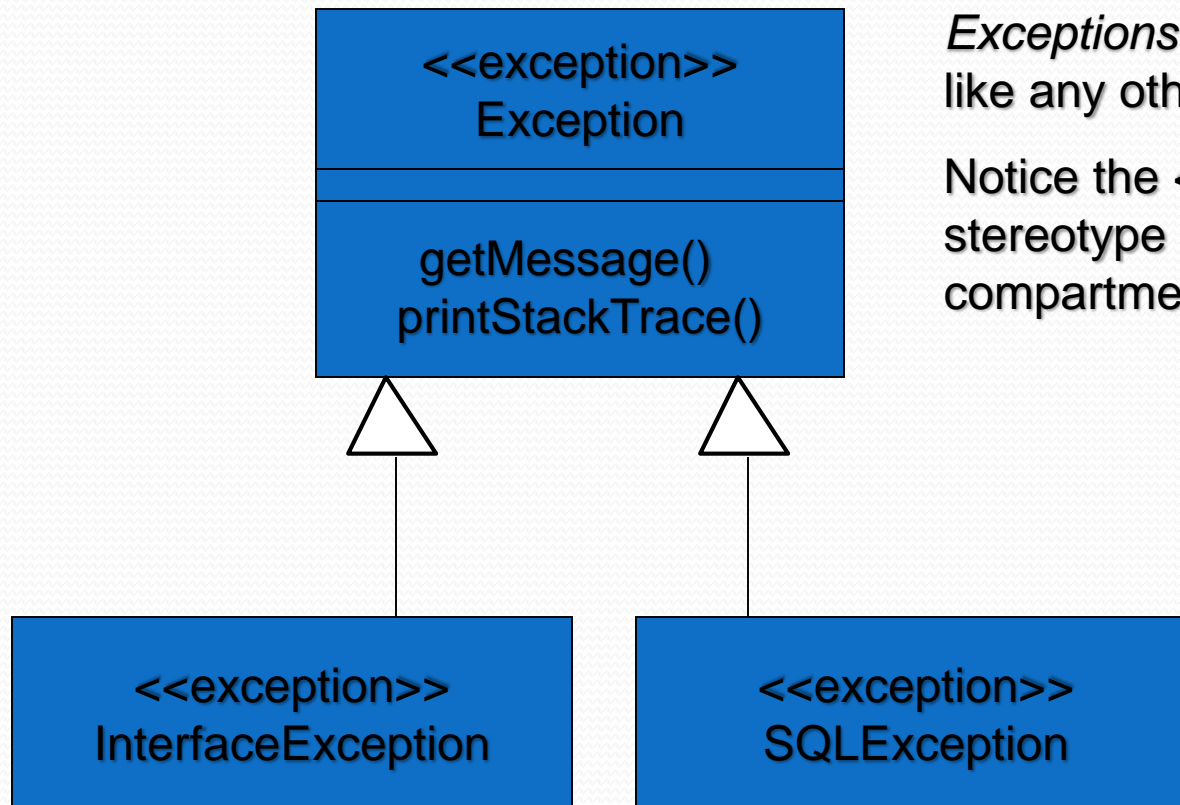 <<exception>>
Exception
getMessage()
printStackTrace()
Exceptions
like any oth
Notice the <
stereotype
compartme
<<exception>>
InterfaceException
<<exception>>
SQLException